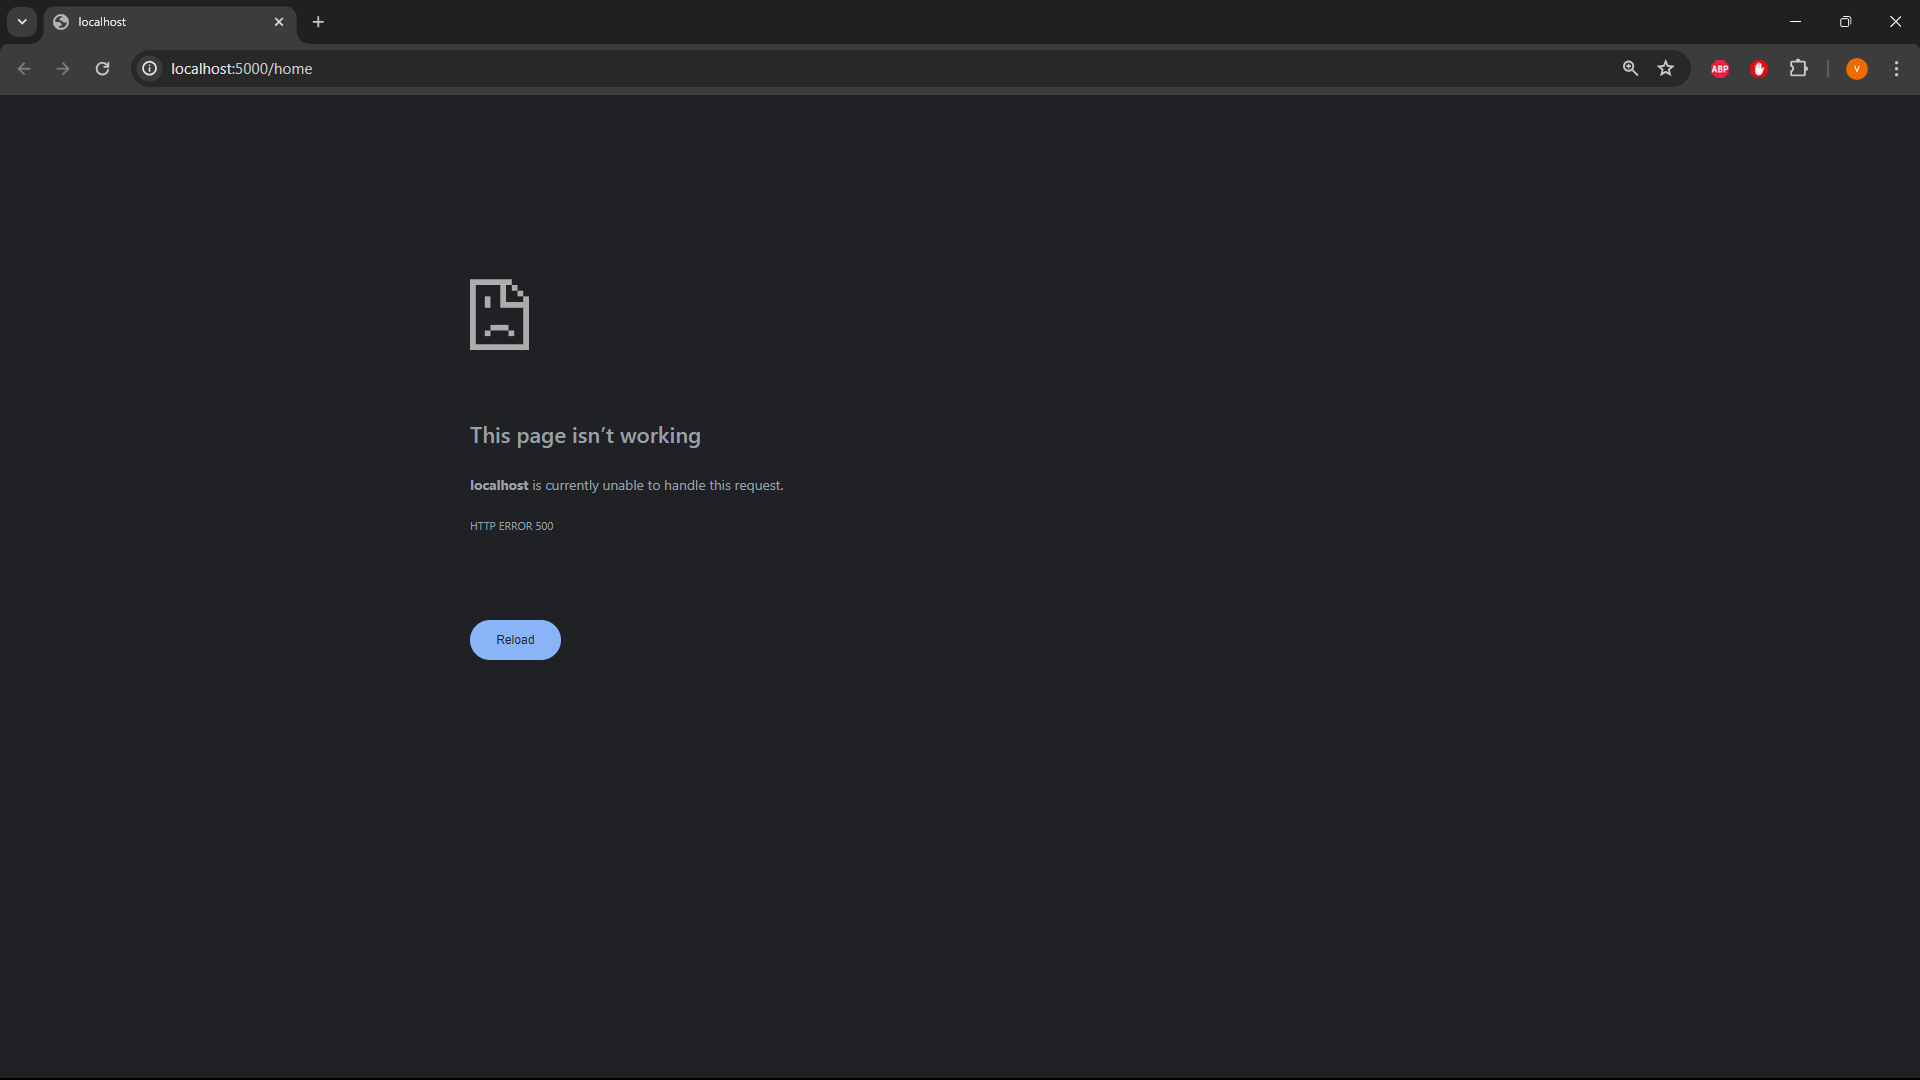 localhost
localhost:5000/home
ABP
V
This page isn’t working
localhost is currently unable to handle this request.
HTTP ERROR 500
Reload